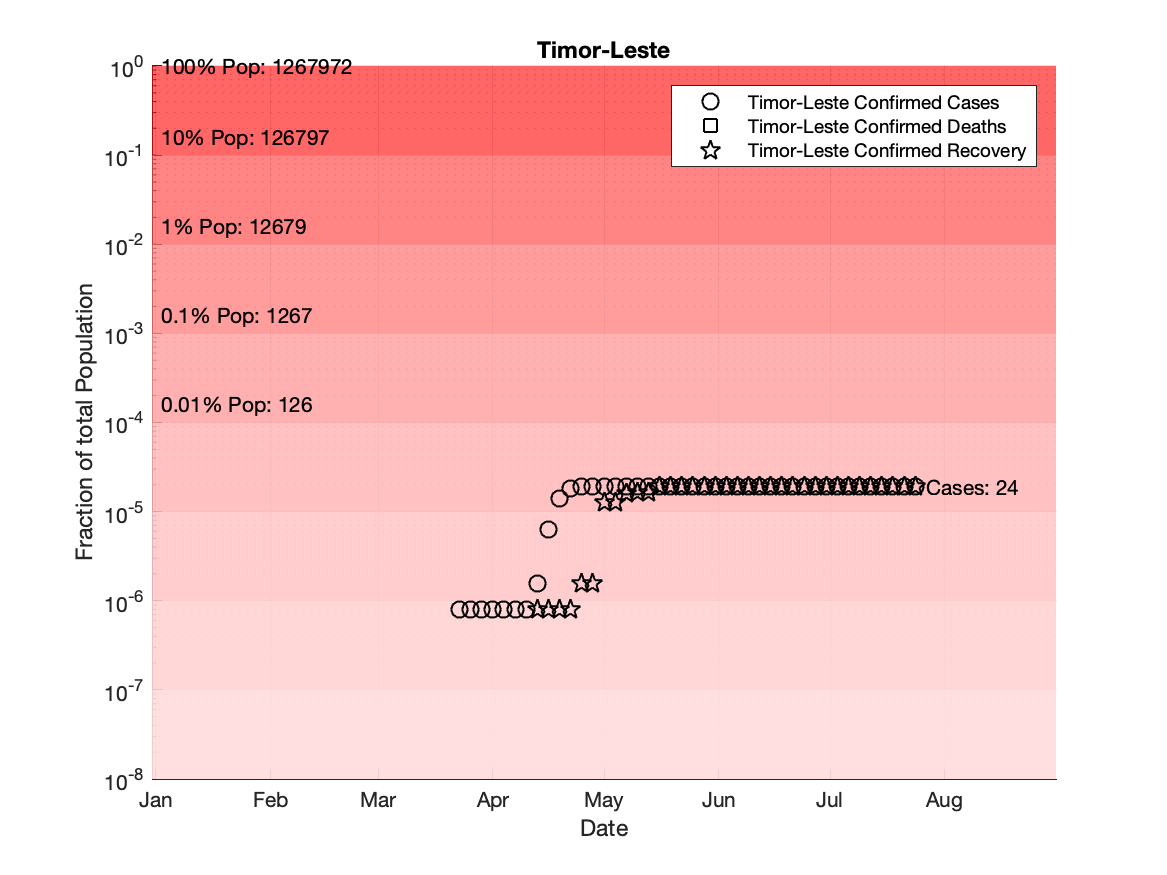 Timor-Leste
10^0
100% Pop: 1267972
Timor-Leste Confirmed Cases
Timor-Leste Confirmed Deaths
Timor-Leste Confirmed Recovery
10% Pop: 126797
10^-1
1% Pop: 12679
10^-2
0.1% Pop: 1267
10^-3
0.01% Pop: 126
10^-4
Cases: 24
10^-5
10^-6
10^-7
10^-8
Fraction of total Population
Jan Feb Mar Apr May Jun Jul Aug
Date